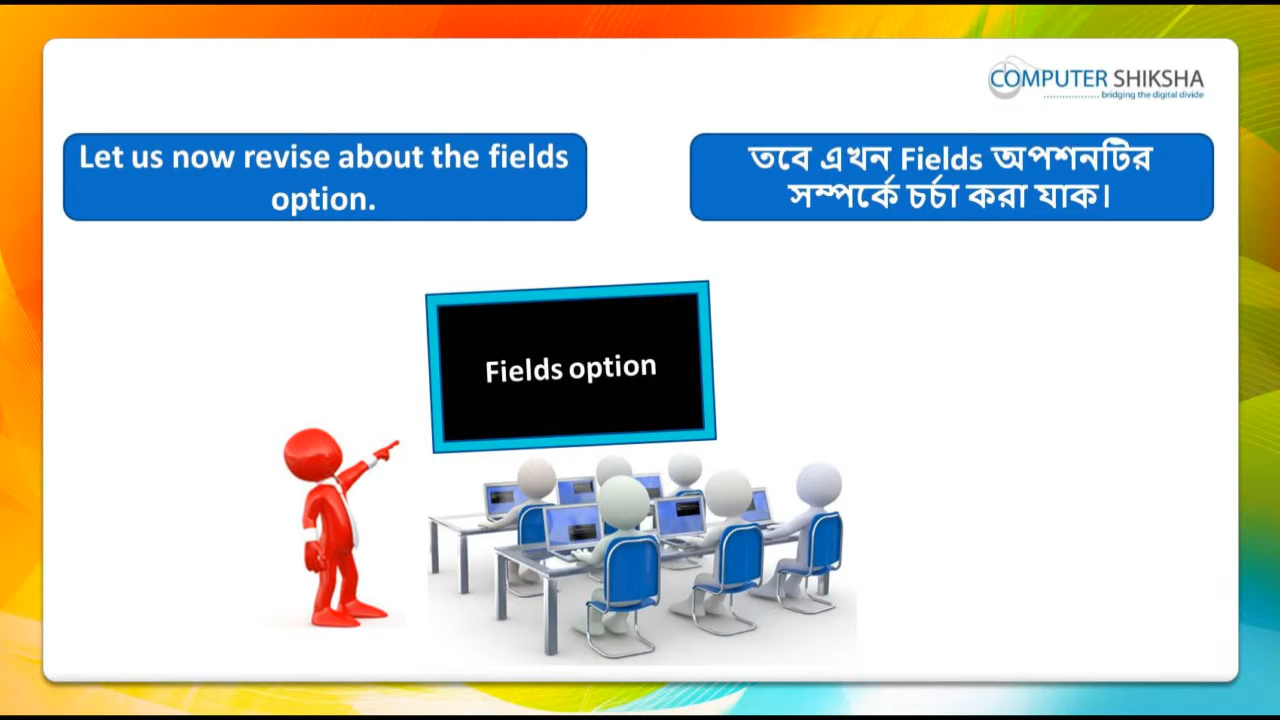 COMPUTER SHIKSHA
bridging the digital divide
Let us now revise about the fields
option.
তবে এখন Fields অপশনটির
সম্পর্কে চর্চা করা যাক।
Fields option